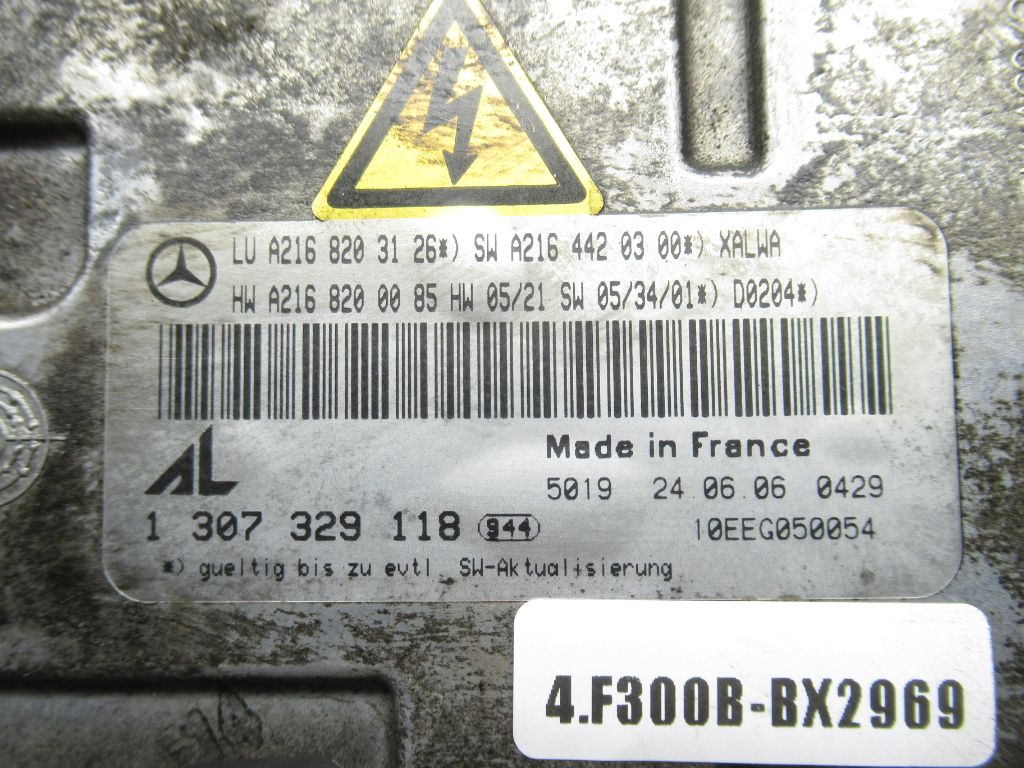 LU A216 820 31 26*) SW A216 442 03 00*) XALWA
HW A216 820 00 85 HW 05/21 SW 05/34/01*) D0204*)
AL
Made in France
5019 24.06.06 0429
1 307 329 118 944
10EEG050054
*) gueltig bis zu evtl. SW-Aktualisierung
4.F300B-BX2969